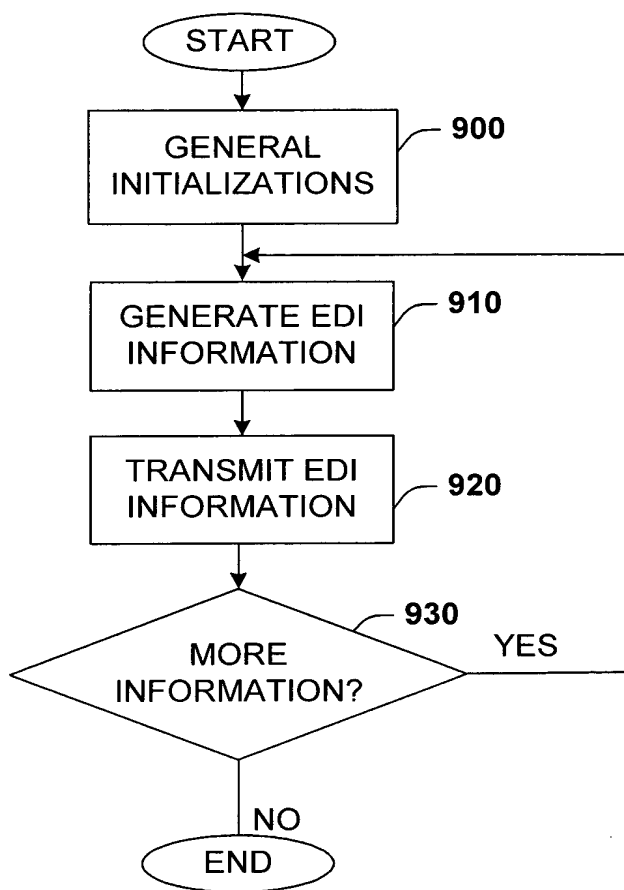 START
GENERAL
INITIALIZATIONS
900
GENERATE EDI
INFORMATION
910
TRANSMIT EDI
INFORMATION
920
MORE
INFORMATION?
930
YES
NO
END